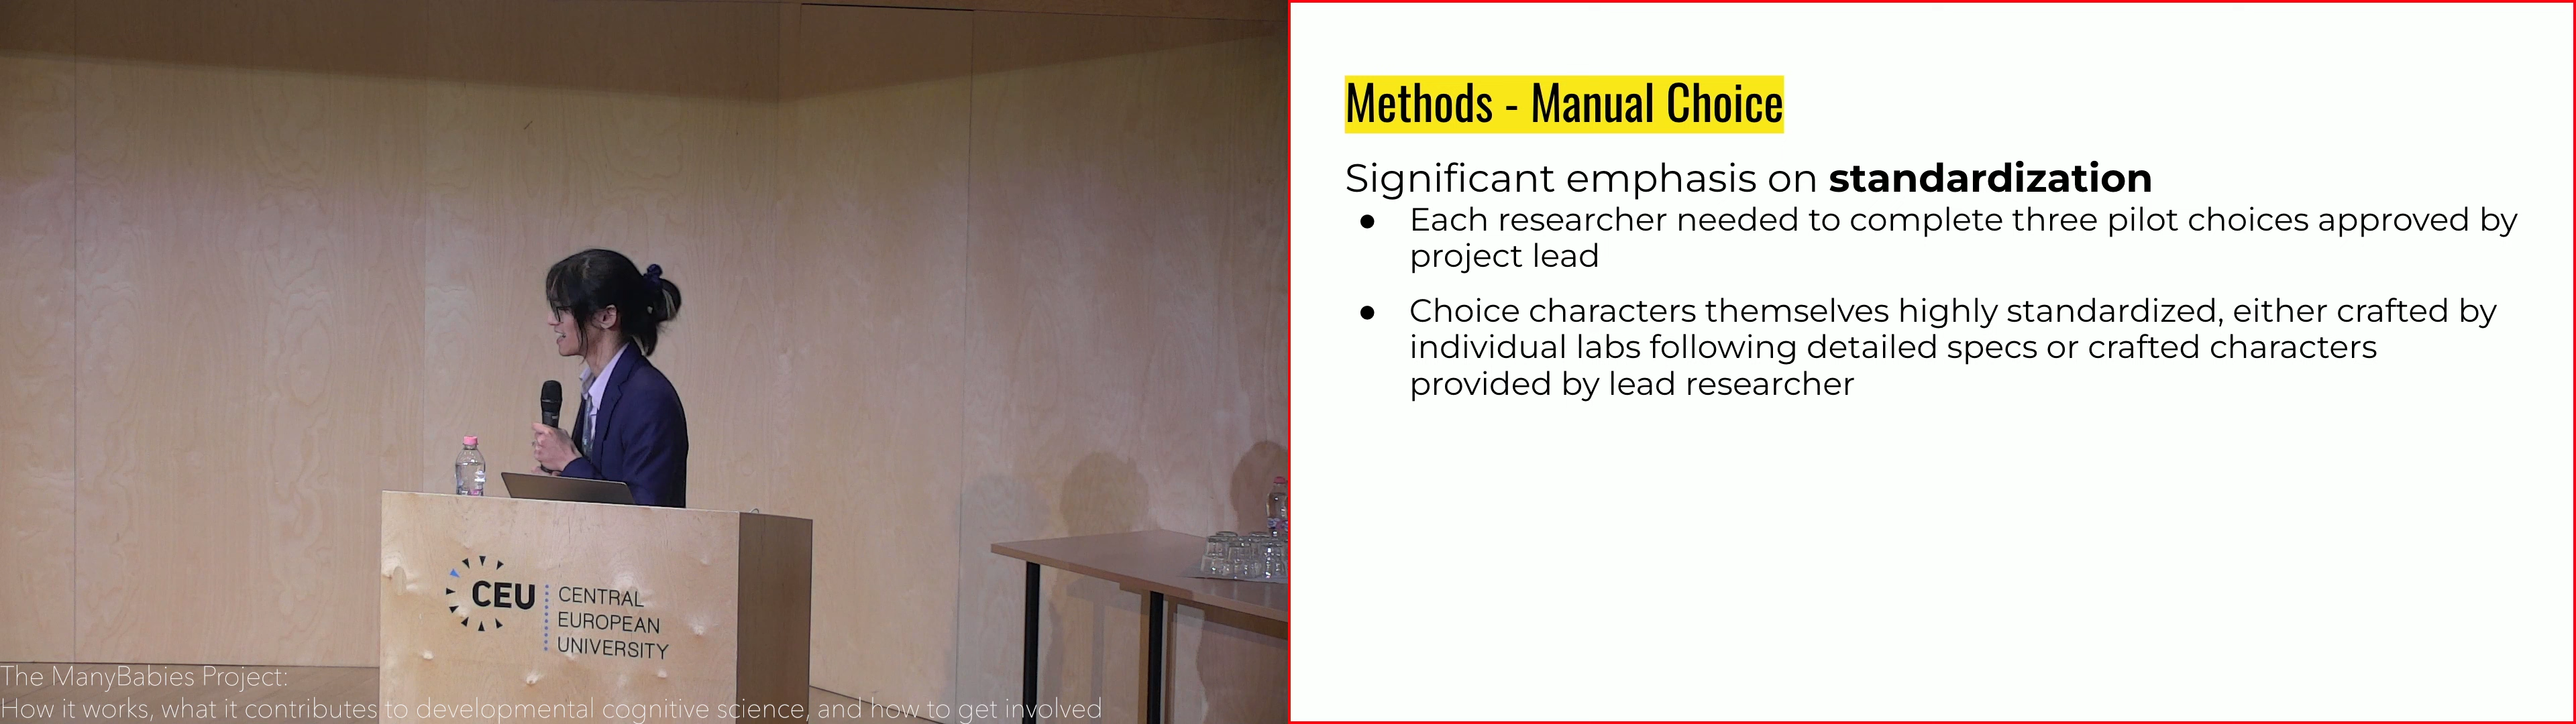 CEU
CENTRAL
EUROPEAN
UNIVERSITY
The ManyBabies Project:
How it works, what it contributes to developmental cognitive science, and how to get involved
Methods - Manual Choice
Significant emphasis on standardization
● Each researcher needed to complete three pilot choices approved by
project lead
● Choice characters themselves highly standardized, either crafted by
individual labs following detailed specs or crafted characters
provided by lead researcher